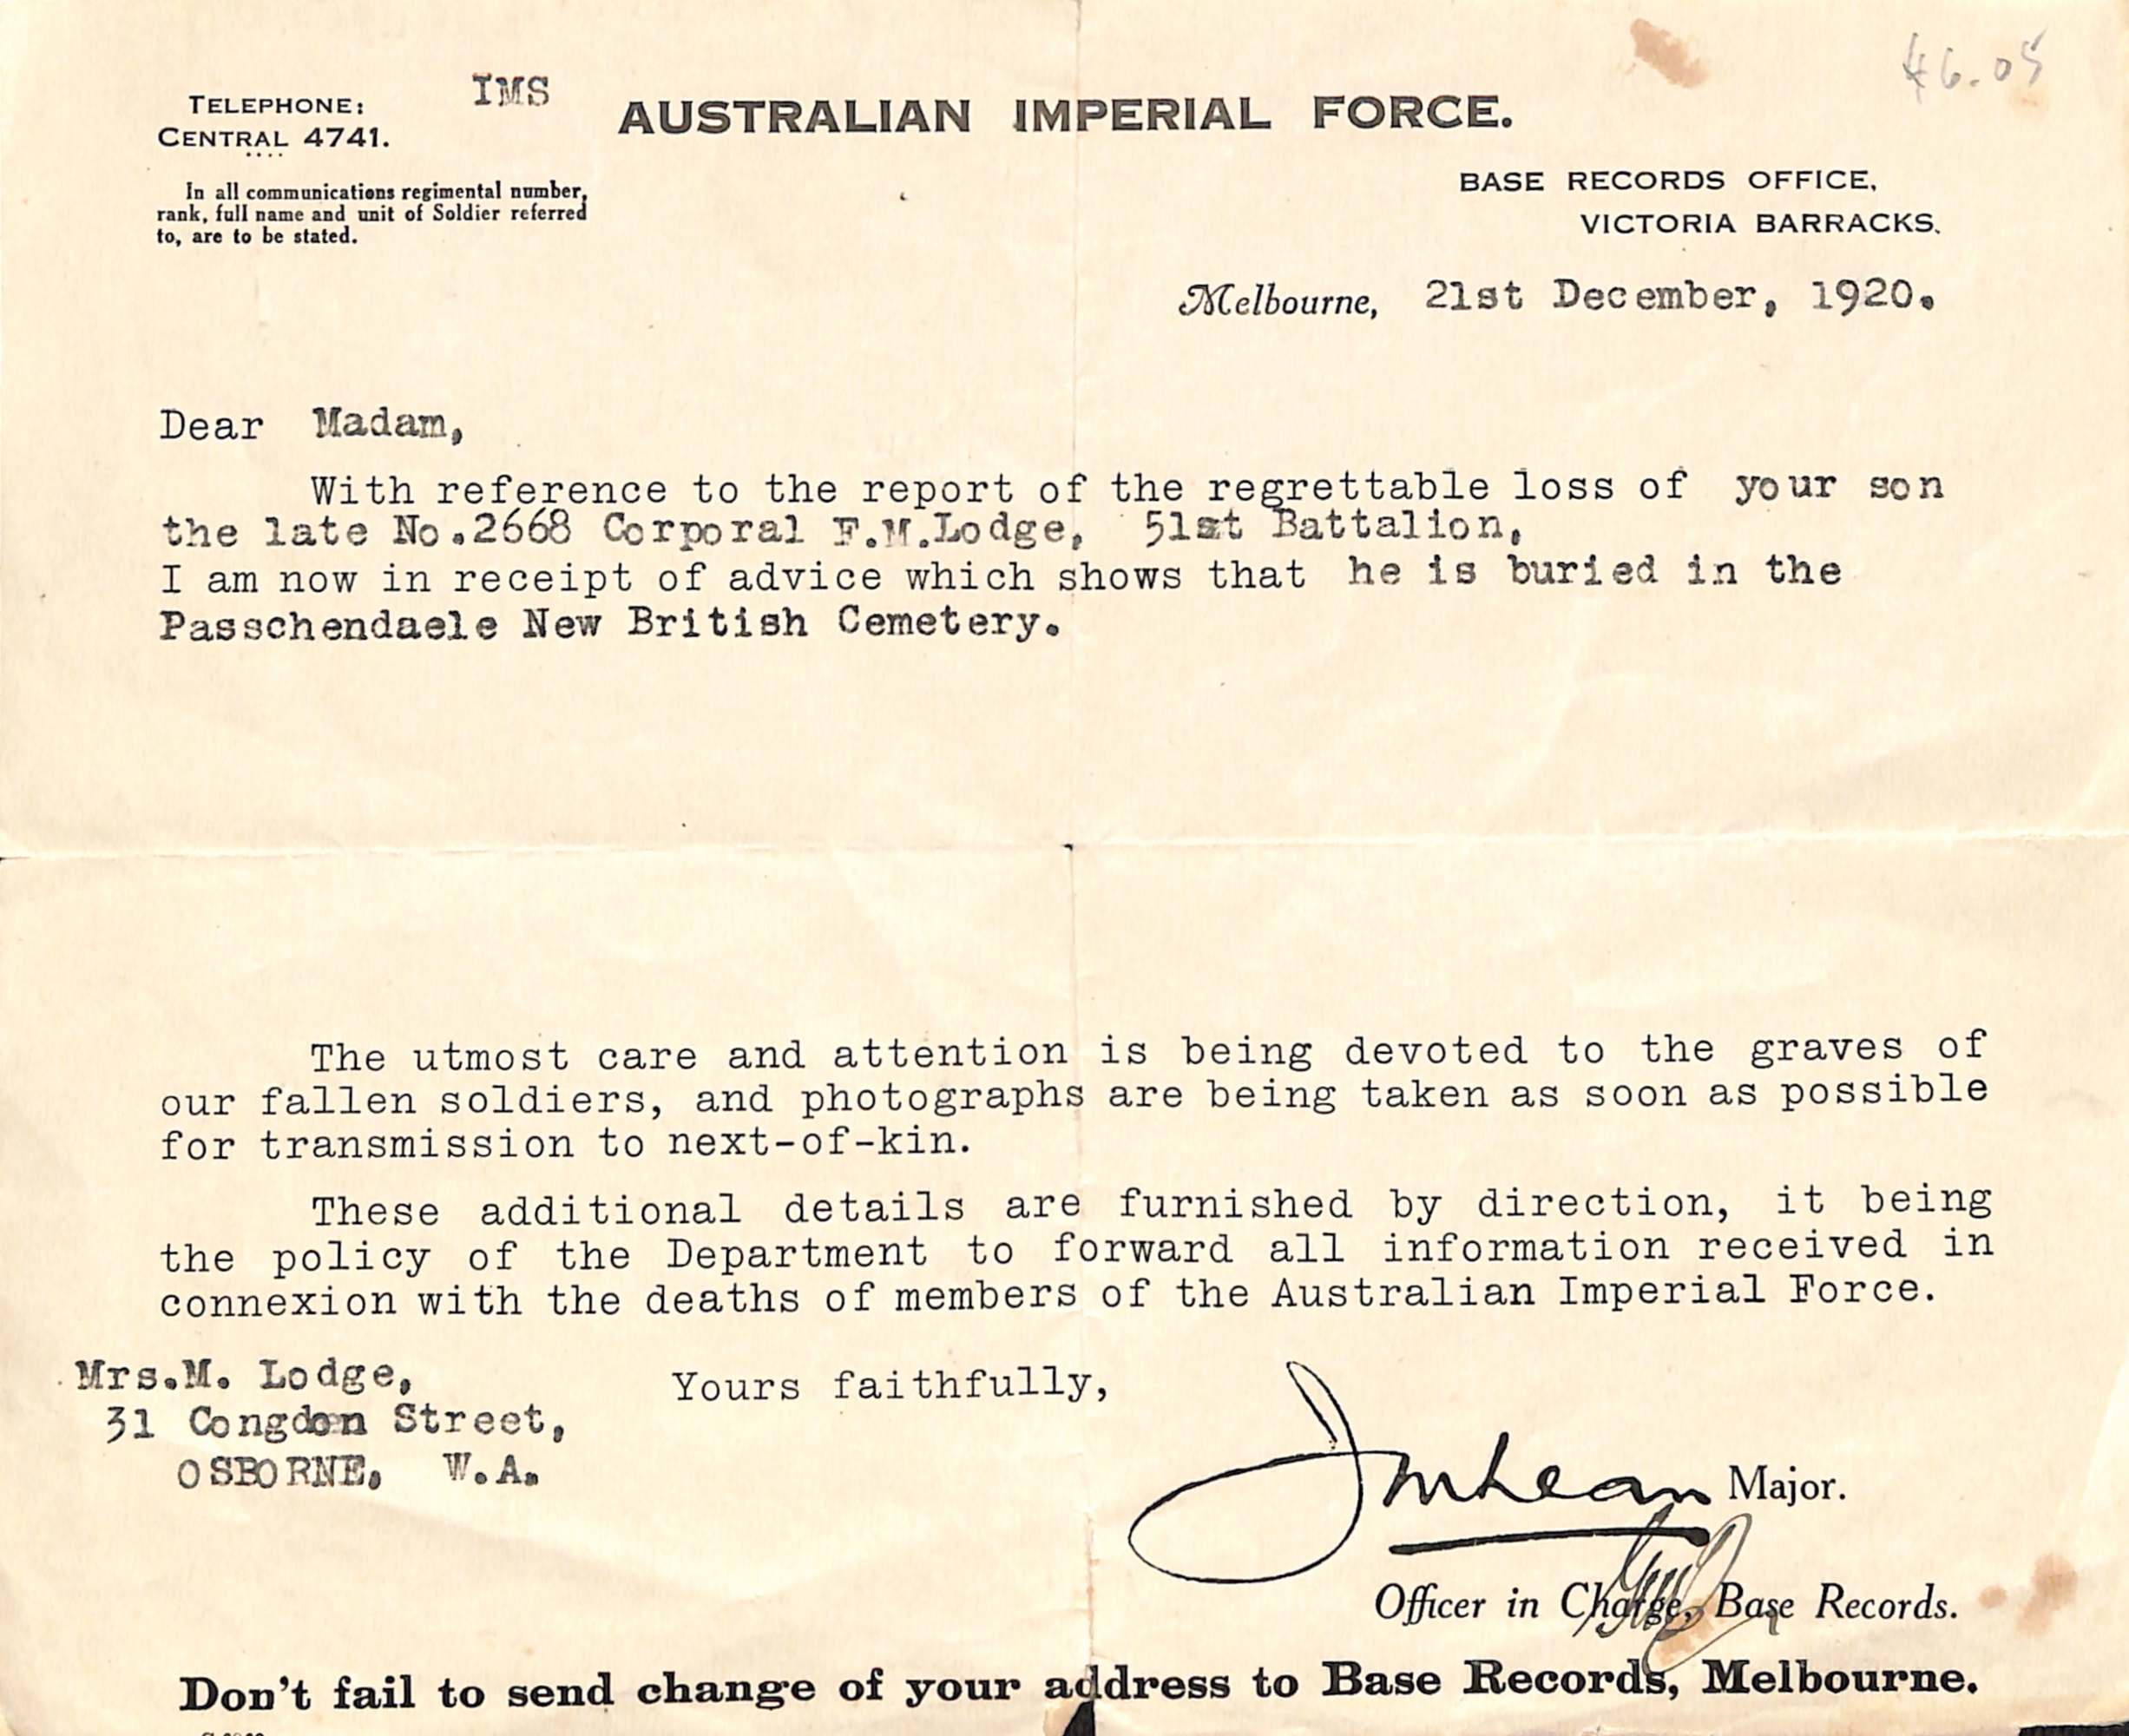 46.05
IMS
TELEPHONE:
CENTRAL 4741.
....
AUSTRALIAN IMPERIAL FORCE.
In all communications regimental number,
rank, full name and unit of Soldier referred
to, are to be stated.
BASE RECORDS OFFICE,
VICTORIA BARRACKS.
Melbourne, 21st December, 1920.
Dear Madam,
With reference to the report of the regrettable loss of your son
the late No.2668 Corporal F.M.Lodge, 51st Battalion,
I am now in receipt of advice which shows that he is buried in the
Passchendaele New British Cemetery.
The utmost care and attention is being devoted to the graves of
our fallen soldiers, and photographs are being taken as soon as possible
for transmission to next-of-kin.
These additional details are furnished by direction, it being
the policy of the Department to forward all information received in
connexion with the deaths of members of the Australian Imperial Force.
Mrs.M. Lodge,
31 Congdon Street,
OSBORNE, W.A.
Yours faithfully,
JMLean Major.
Officer in Charge, Base Records.
Don't fail to send change of your address to Base Records, Melbourne.